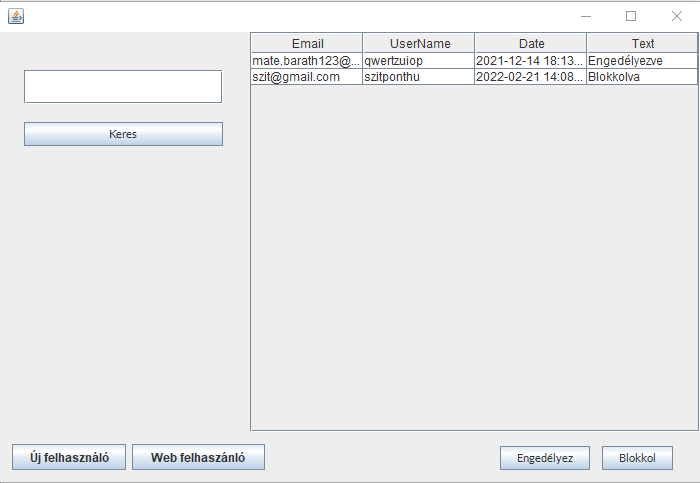 Email UserName Date Text
mate.barath123@... qwertzuiop 2021-12-14 18:13... Engedélyezve
szit@gmail.com szitponthu 2022-02-21 14:08... Blokkolva
Keres
Új felhasználó Web felhaszánló Engedélyez Blokkol